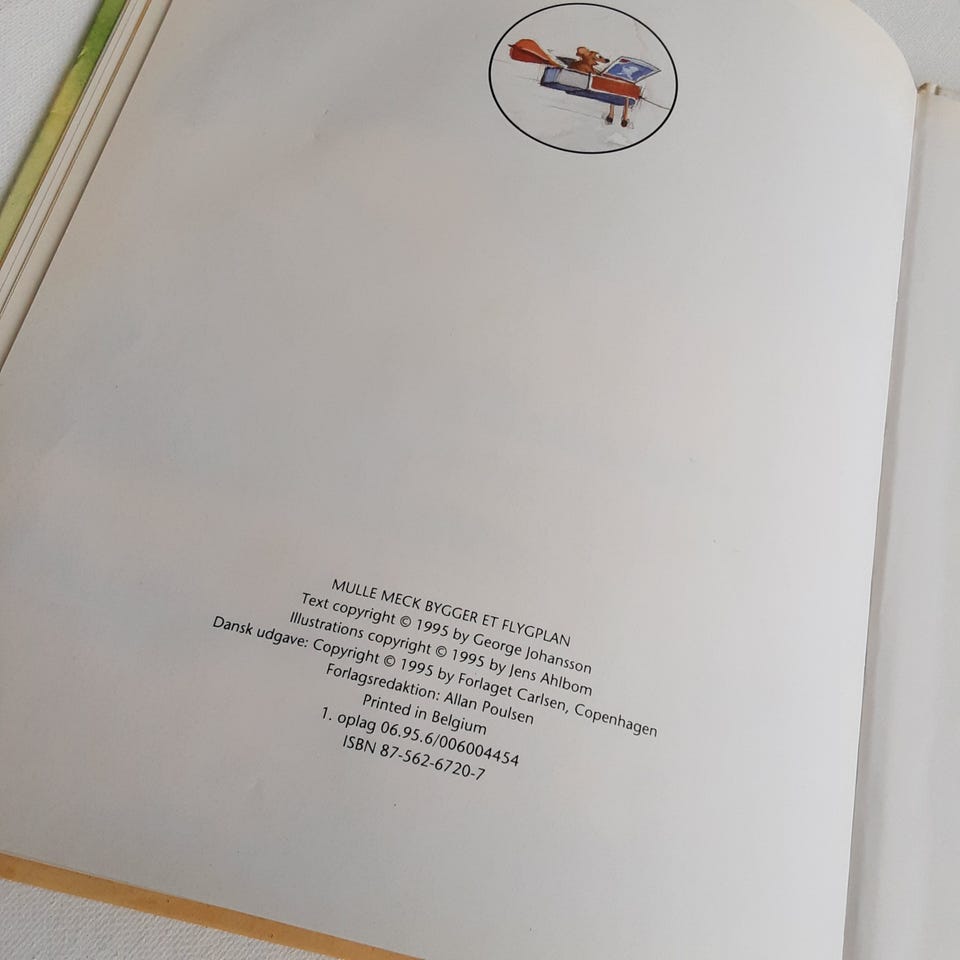 MULLE MECK BYGGER ET FLYGPLAN
Text copyright © 1995 by George Johansson
Illustrations copyright © 1995 by Jens Ahlbom
Dansk udgave: Copyright © 1995 by Forlaget Carlsen, Copenhagen
Forlagsredaktion: Allan Poulsen
Printed in Belgium
1. oplag 06.95.6/006004454
ISBN 87-562-6720-7